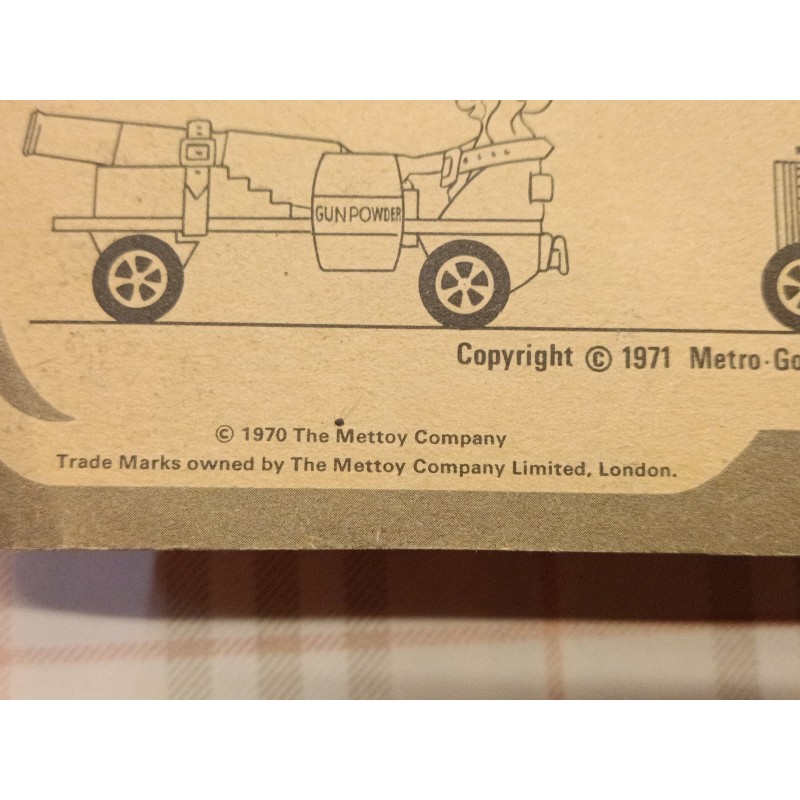 GUNPOWDER
Copyright © 1971 Metro-Go
© 1970 The Mettoy Company
Trade Marks owned by The Mettoy Company Limited, London.